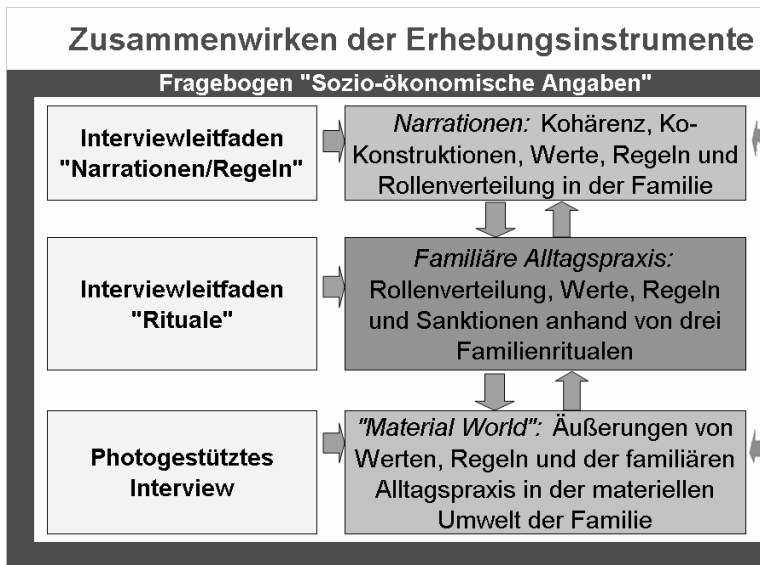 Zusammenwirken der Erhebungsinstrumente
Fragebogen "Sozio-ökonomische Angaben"
Interviewleitfaden
"Narrationen/Regeln"
Narrationen: Kohärenz, Ko-
Konstruktionen, Werte, Regeln und
Rollenverteilung in der Familie
Interviewleitfaden
"Rituale"
Familiäre Alltagspraxis:
Rollenverteilung, Werte, Regeln
und Sanktionen anhand von drei
Familienritualen
Photogestütztes
Interview
"Material World": Äußerungen von
Werten, Regeln und der familiären
Alltagspraxis in der materiellen
Umwelt der Familie